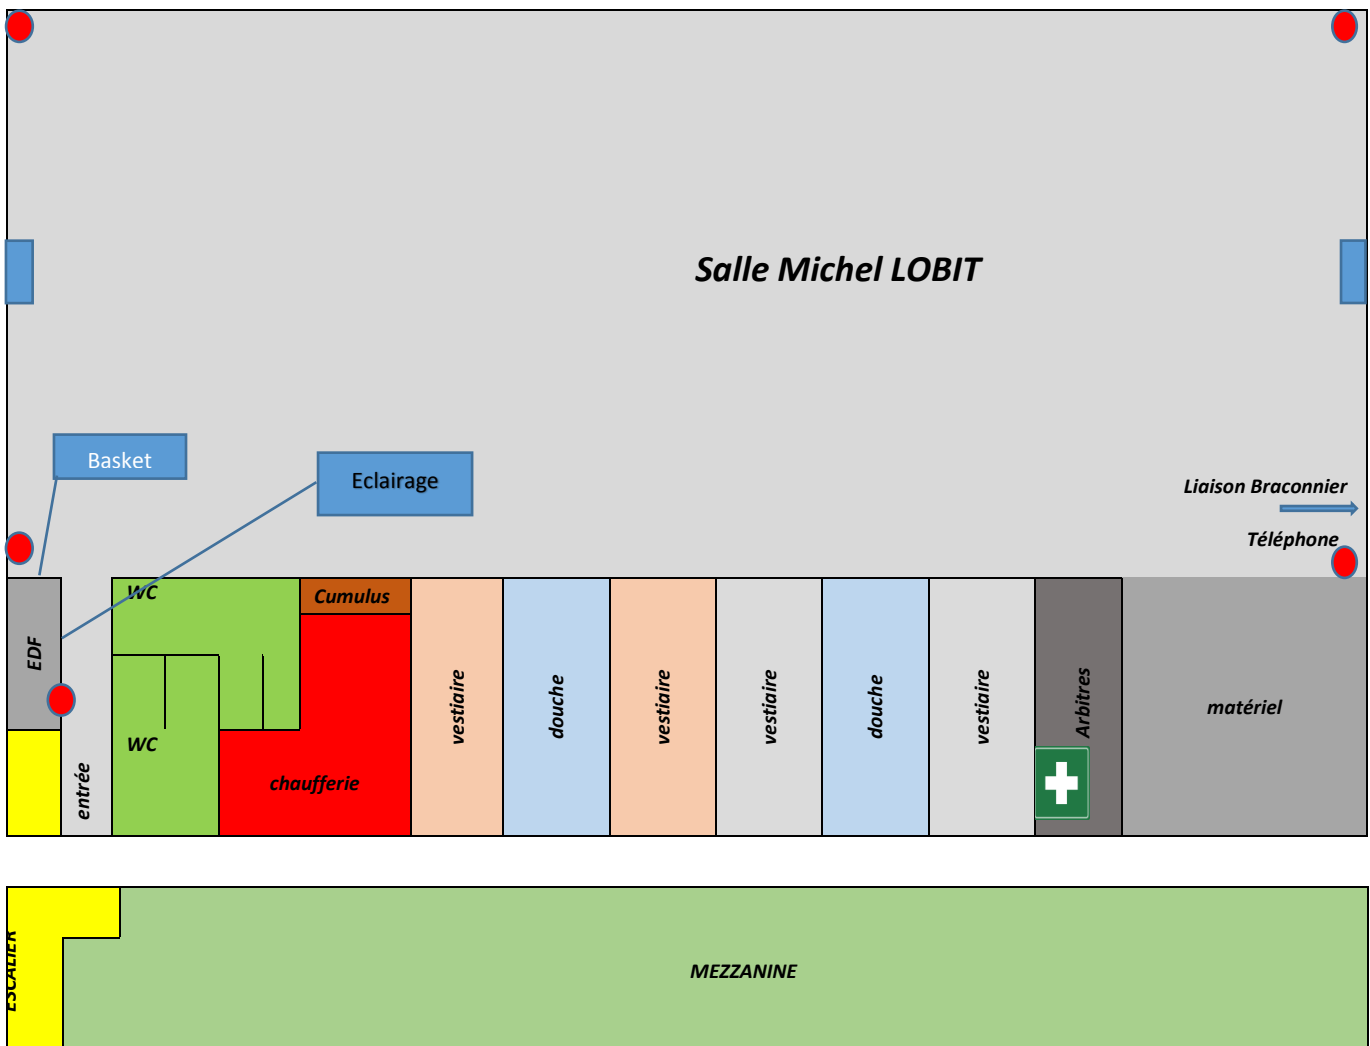 Salle Michel LOBIT
Basket
Eclairage
Liaison Braconnier
Téléphone
EDF
entrée
WC
WC
Cumulus
chaufferie
vestiaire
douche
vestiaire
vestiaire
douche
vestiaire
Arbitres
matériel
ESCALIER
MEZZANINE